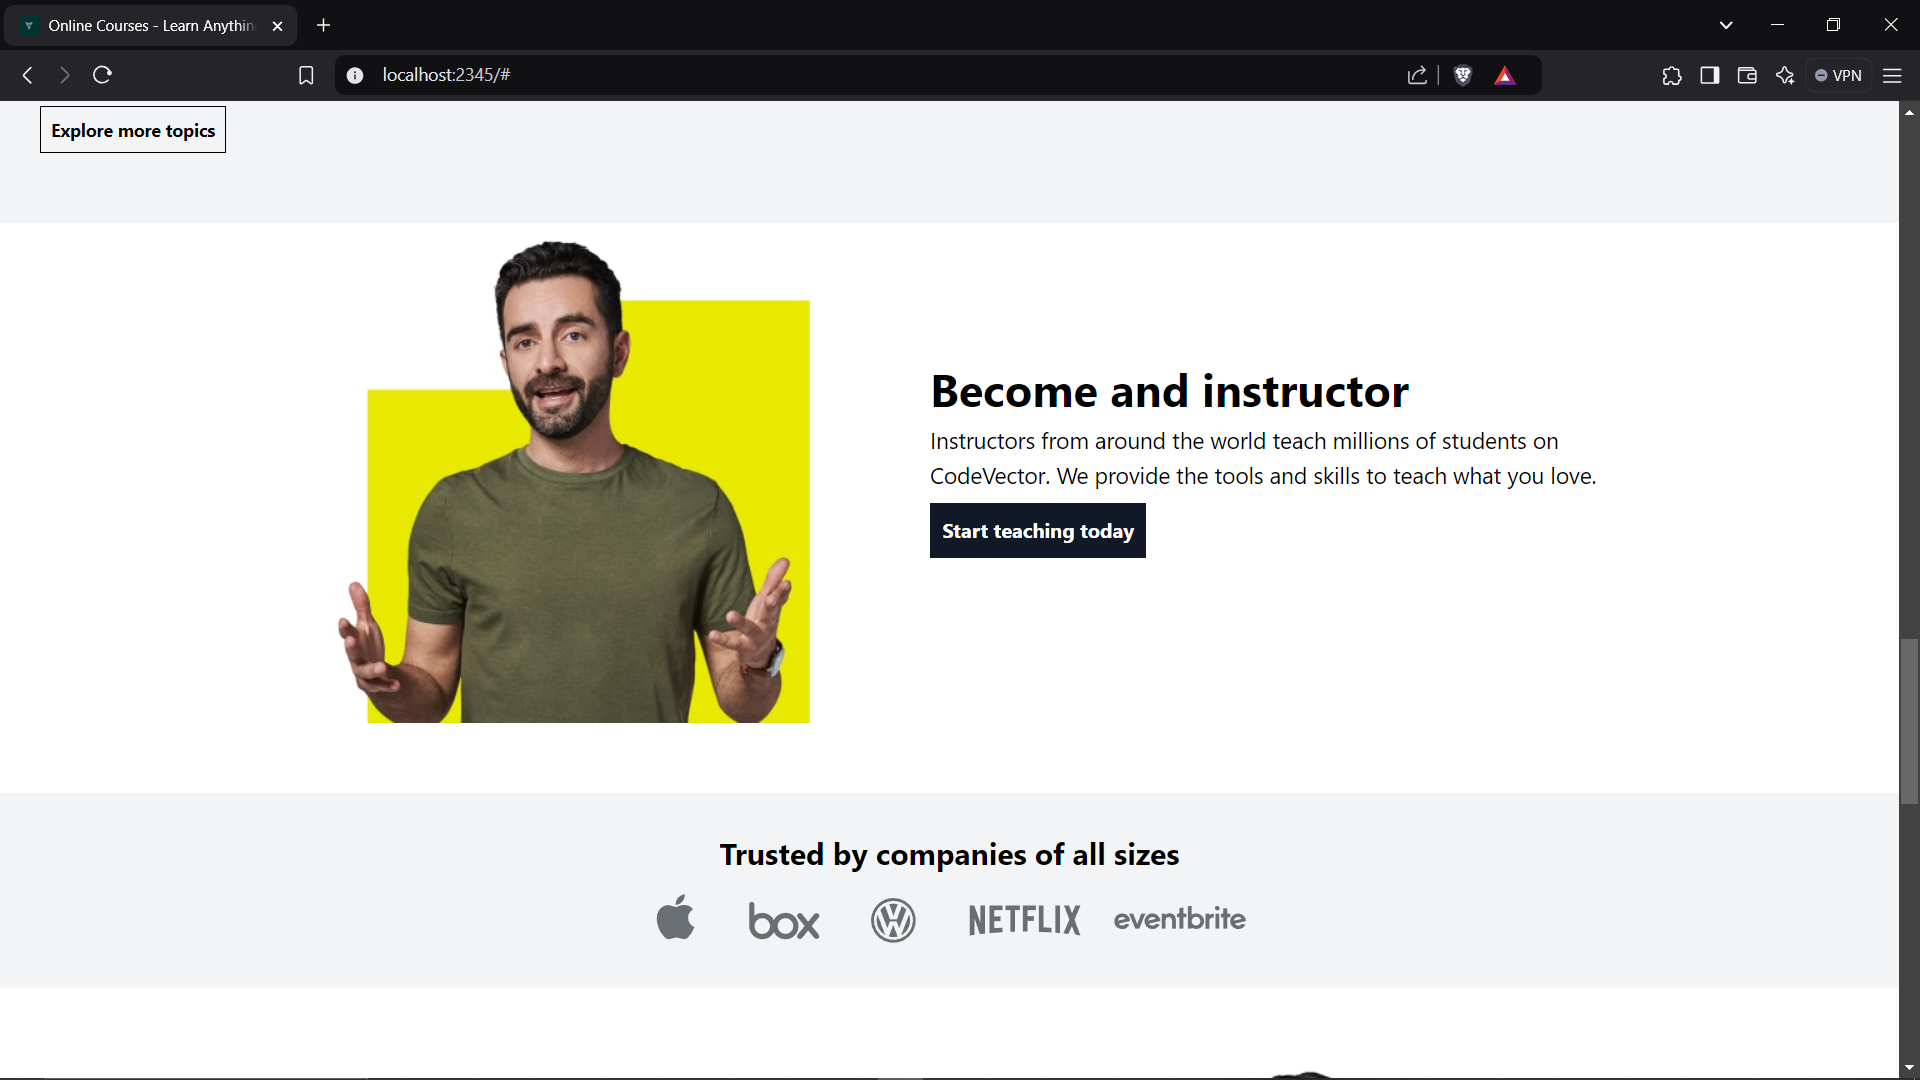 Online Courses - Learn Anythin
localhost:2345/#
VPN
Explore more topics
Become and instructor
Instructors from around the world teach millions of students on
CodeVector. We provide the tools and skills to teach what you love.
Start teaching today
Trusted by companies of all sizes
box
NETFLIX
eventbrite